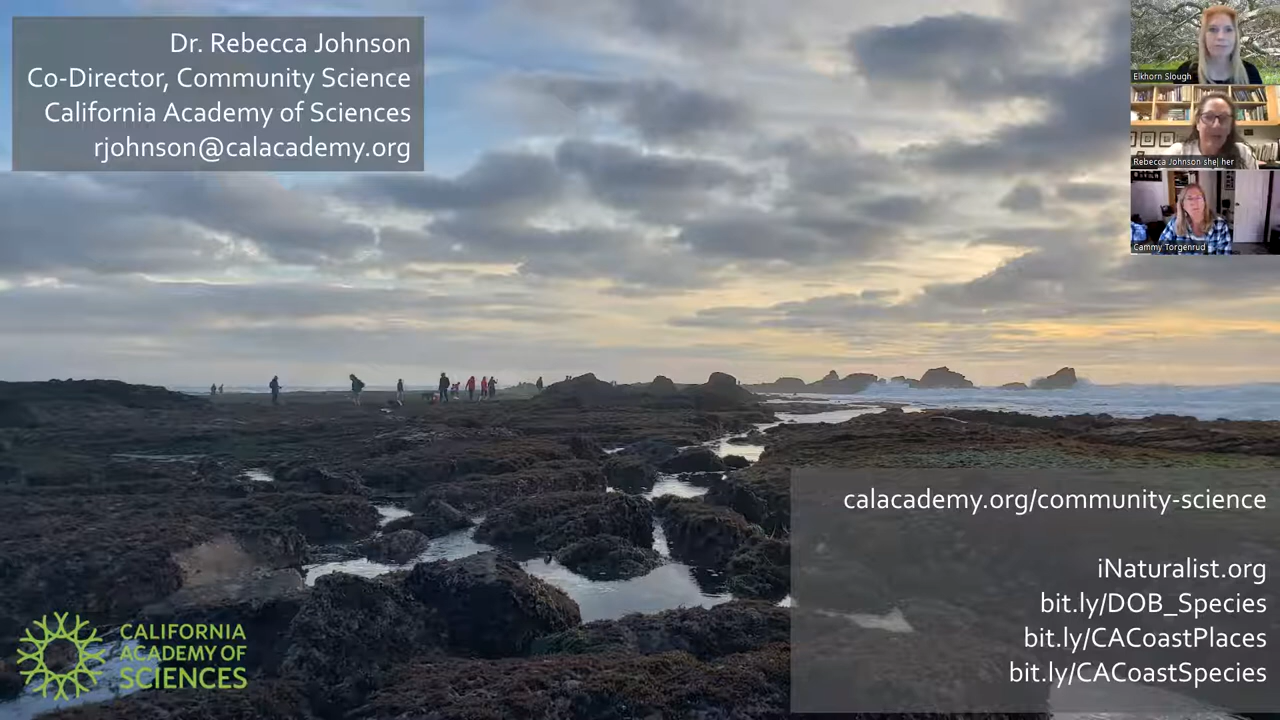 Dr. Rebecca Johnson
Co-Director, Community Science
California Academy of Sciences
rjohnson@calacademy.org
Elkhorn Slough
Rebecca Johnson she| her
Cammy Torgenrud
calacademy.org/community-science
iNaturalist.org
bit.ly/DOB_Species
bit.ly/CACoastPlaces
bit.ly/CACoastSpecies
CALIFORNIA
ACADEMY OF
SCIENCES